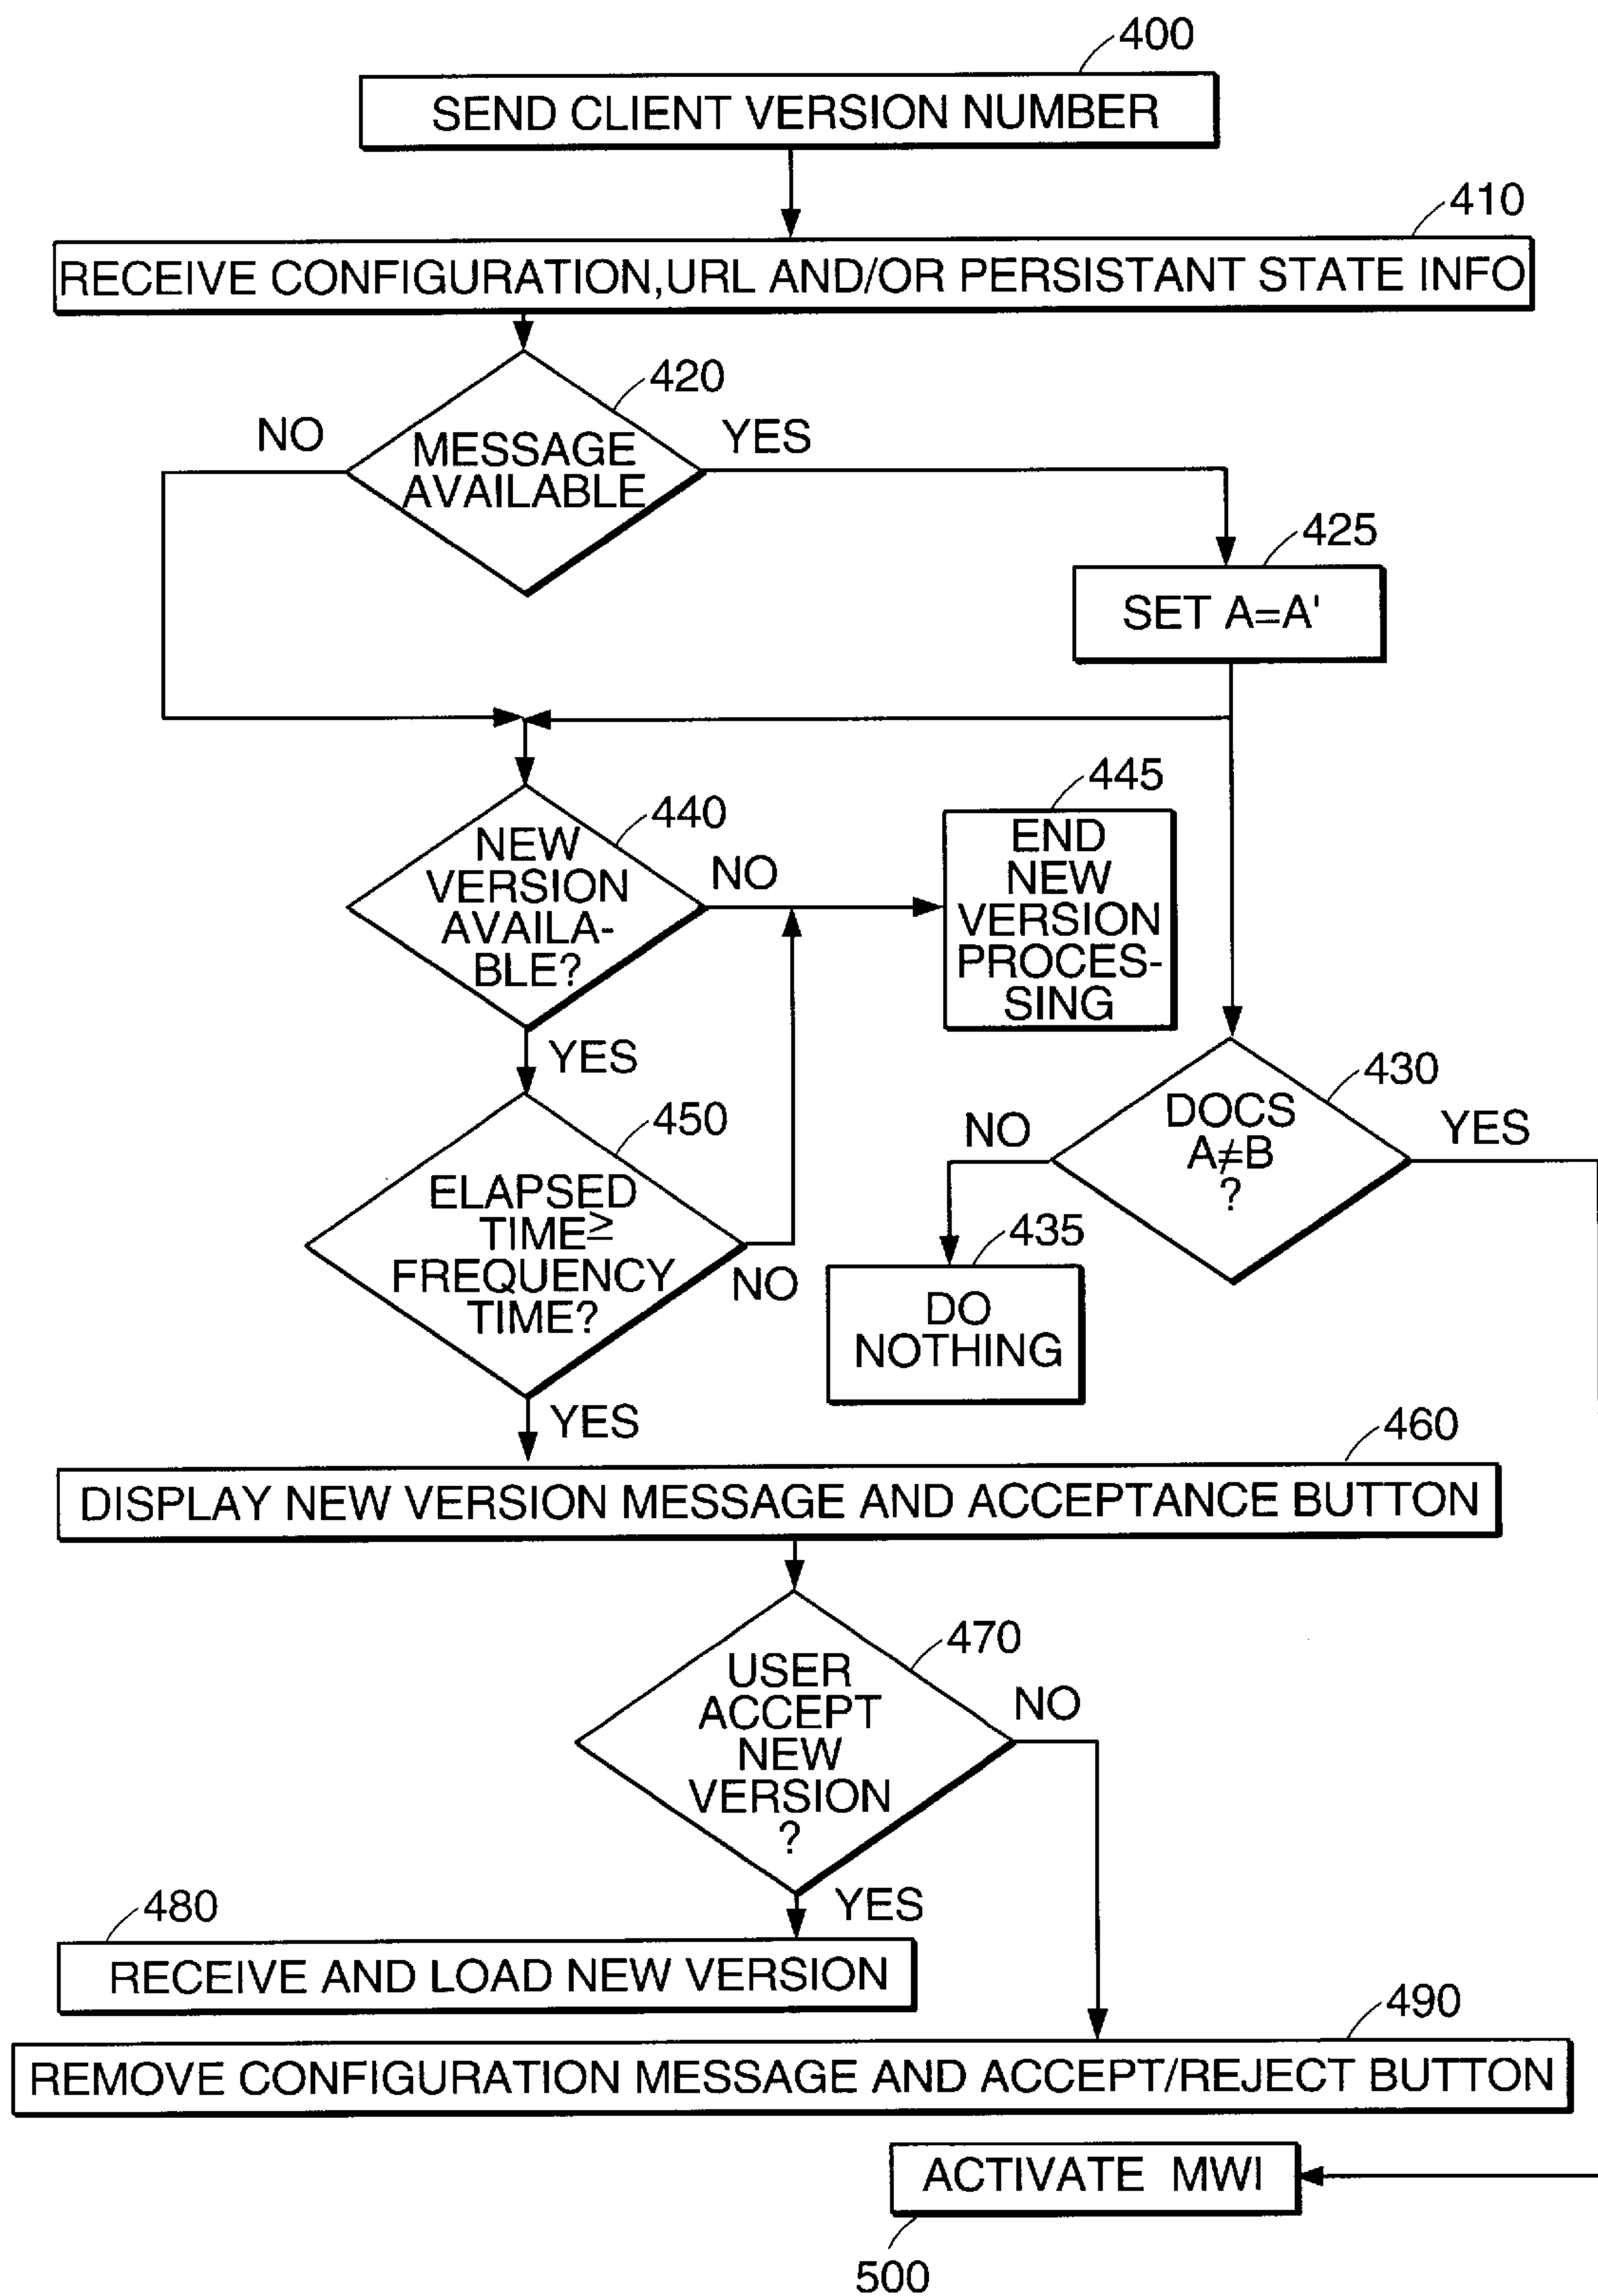 400
SEND CLIENT VERSION NUMBER
410
RECEIVE CONFIGURATION,URL AND/OR PERSISTANT STATE INFO
420
NO
YES
MESSAGE
AVAILABLE
425
SET A=A'
445
440
END
NEW
VERSION
PROCES-
SING
NEW
VERSION
AVAILA-
BLE?
NO
YES
430
450
DOCS
A≠B
?
NO
YES
ELAPSED
TIME≥
FREQUENCY
TIME?
NO
435
DO
NOTHING
YES
460
DISPLAY NEW VERSION MESSAGE AND ACCEPTANCE BUTTON
470
USER
ACCEPT
NEW
VERSION
?
NO
YES
480
RECEIVE AND LOAD NEW VERSION
490
REMOVE CONFIGURATION MESSAGE AND ACCEPT/REJECT BUTTON
ACTIVATE MWI
500